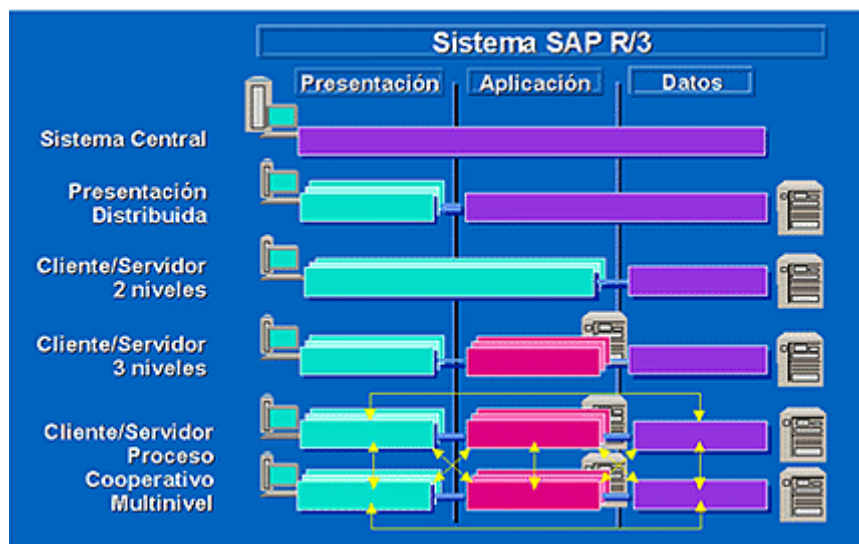 Sistema SAP R/3
Presentación
Aplicación
Datos
Sistema Central
Presentación
Distribuida
Cliente/Servidor
2 niveles
Cliente/Servidor
3 niveles
Cliente/Servidor
Proceso
Cooperativo
Multinivel